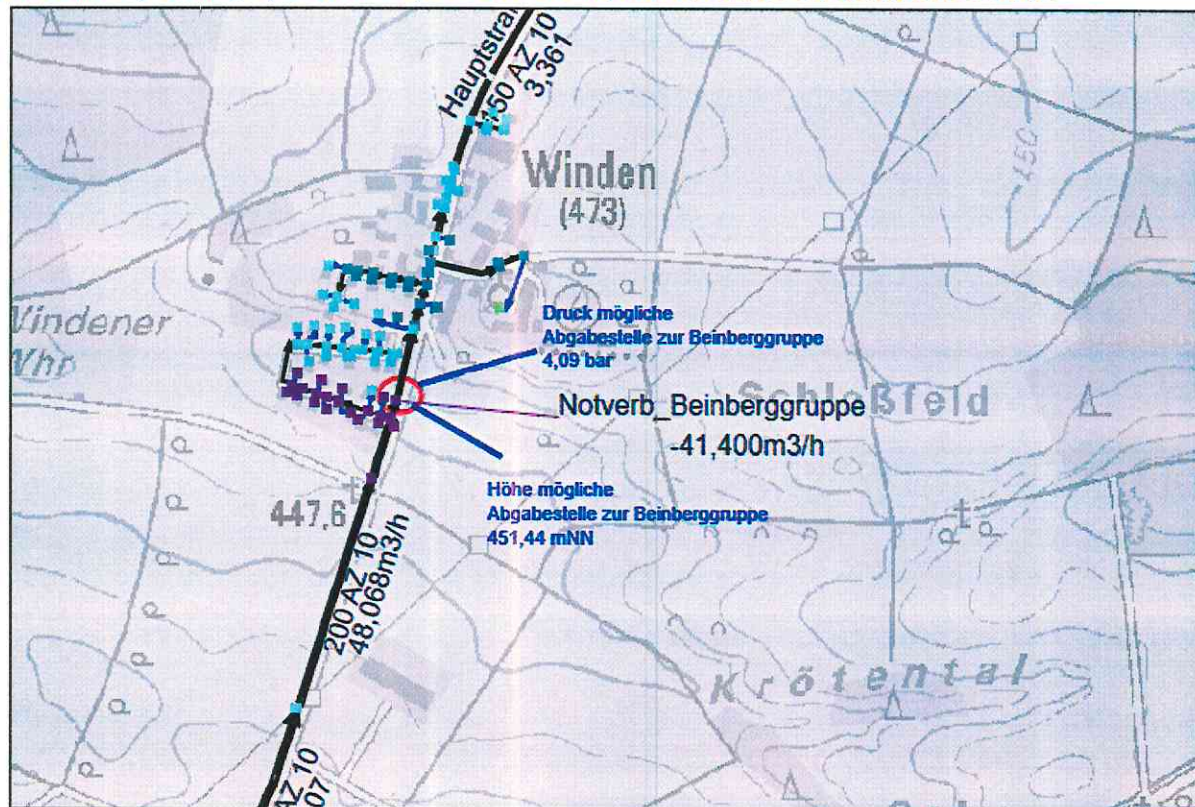 Hauptstraß
150 AZ 10
3,361
Winden
(473)
150
Windener
Whr
Druck mögliche
Abgabestelle zur Beinberggruppe
4,09 bar
Schloßfeld
Notverb_Beinberggruppe
-41,400m3/h
Höhe mögliche
Abgabestelle zur Beinberggruppe
451,44 mNN
447,6
200 AZ 10
48,068m3/h
Krötental
AZ 10
07